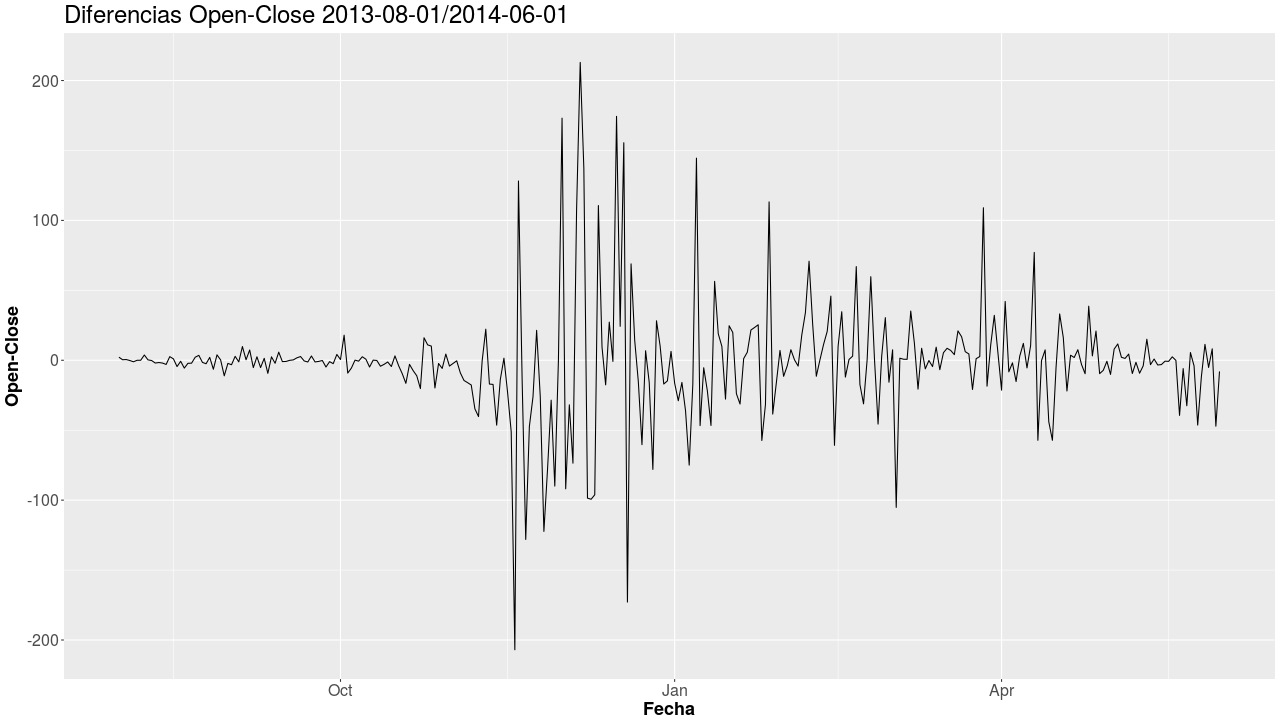 Diferencias Open-Close 2013-08-01/2014-06-01
200
100
0
-100
-200
Open-Close
Oct
Jan
Apr
Fecha